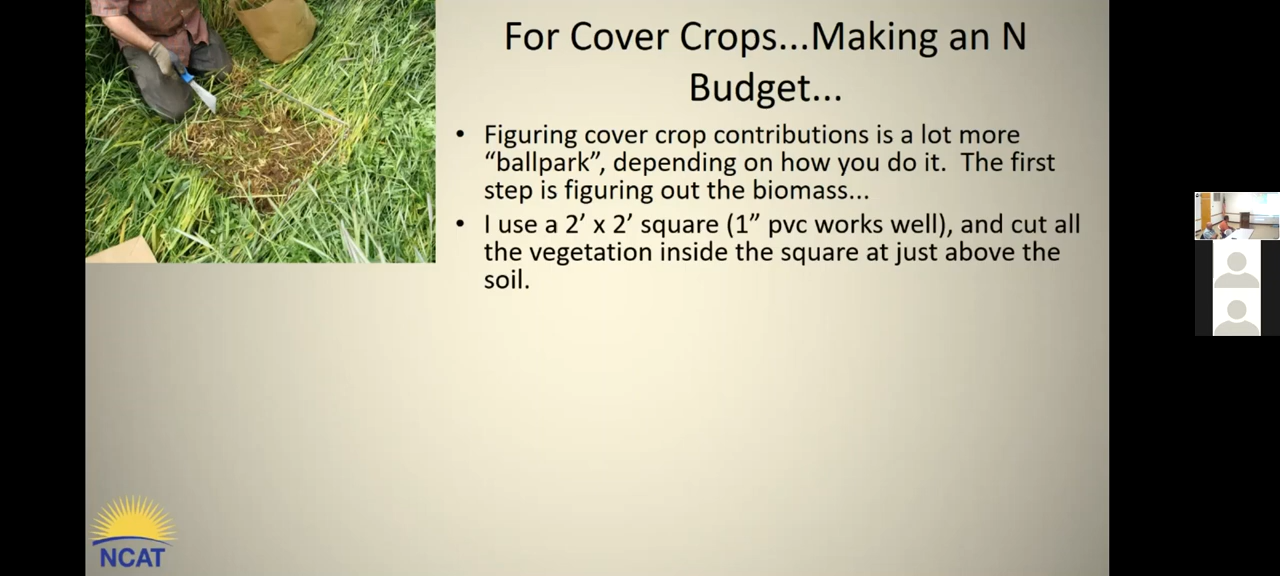 For Cover Crops...Making an N
Budget...
• Figuring cover crop contributions is a lot more
“ballpark”, depending on how you do it.  The first
step is figuring out the biomass...
• I use a 2’ x 2’ square (1” pvc works well), and cut all
the vegetation inside the square at just above the
soil.
NCAT